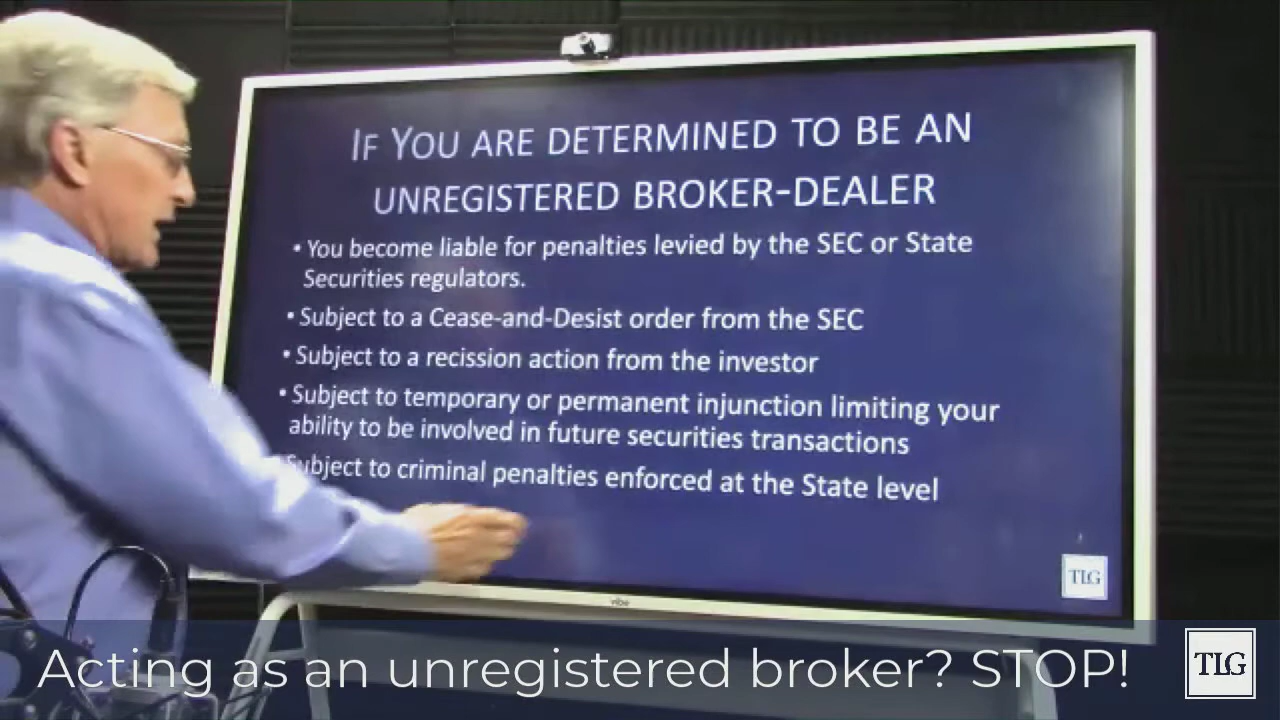 IF YOU ARE DETERMINED TO BE AN
UNREGISTERED BROKER-DEALER
• You become liable for penalties levied by the SEC or State
Securities regulators.
• Subject to a Cease-and-Desist order from the SEC
• Subject to a recission action from the investor
• Subject to temporary or permanent injunction limiting your
ability to be involved in future securities transactions
Subject to criminal penalties enforced at the State level
TLG
vibe
Acting as an unregistered broker? STOP!
TLG